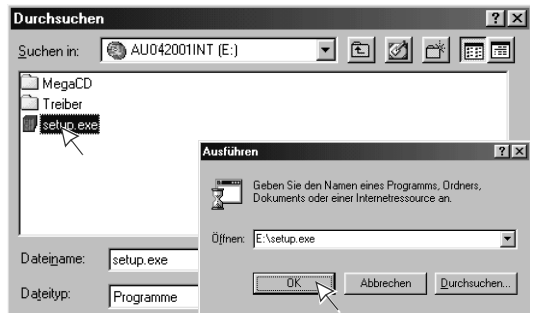 Durchsuchen
Suchen in:
AU042001INT (E:)
MegaCD
Treiber
setup.exe
Ausführen
Geben Sie den Namen eines Programms, Ordners,
Dokuments oder einer Internetressource an.
Öffnen:
E:\setup.exe
OK
Abbrechen
Durchsuchen...
Dateiname:
setup.exe
Dateityp:
Programme